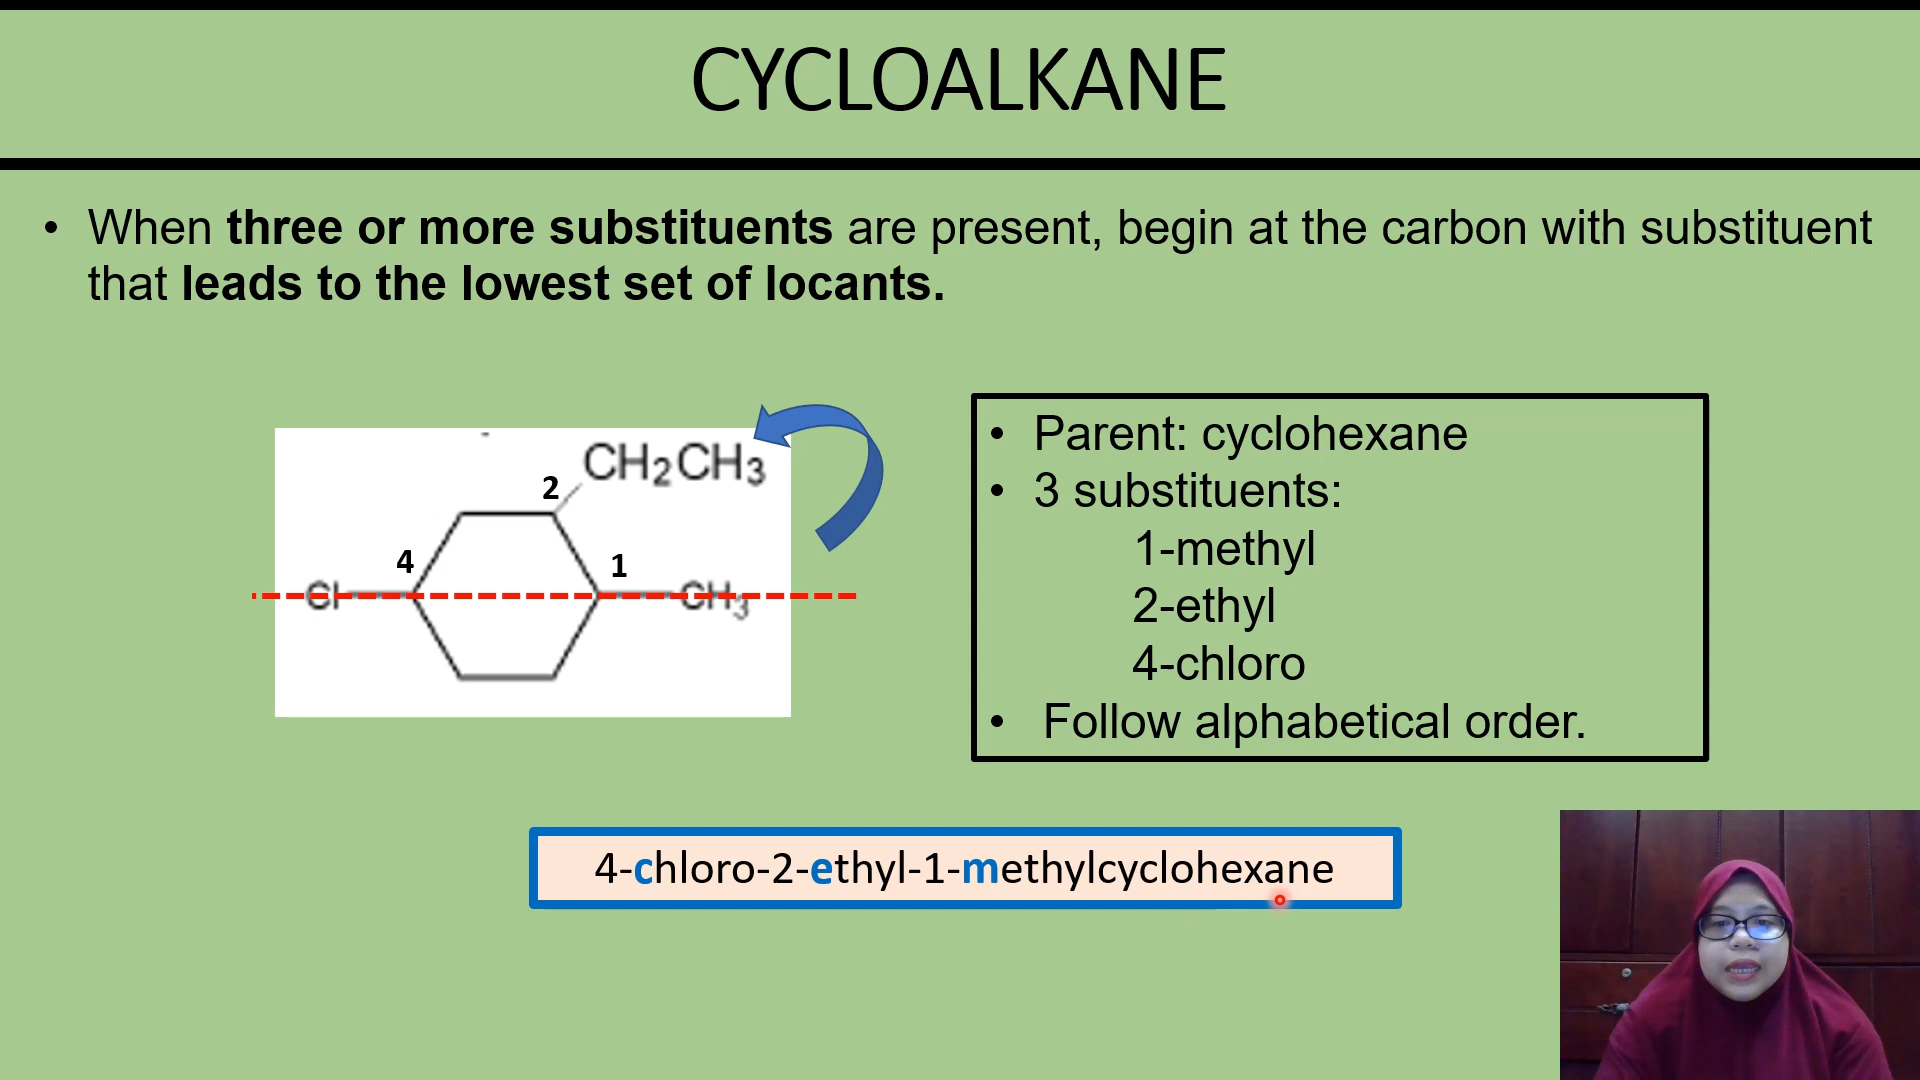 CYCLOALKANE
• When three or more substituents are present, begin at the carbon with substituent
that leads to the lowest set of locants.
CH2CH3
2
4
1
Cl
CH3
• Parent: cyclohexane
• 3 substituents:
1-methyl
2-ethyl
4-chloro
• Follow alphabetical order.
4-chloro-2-ethyl-1-methylcyclohexane